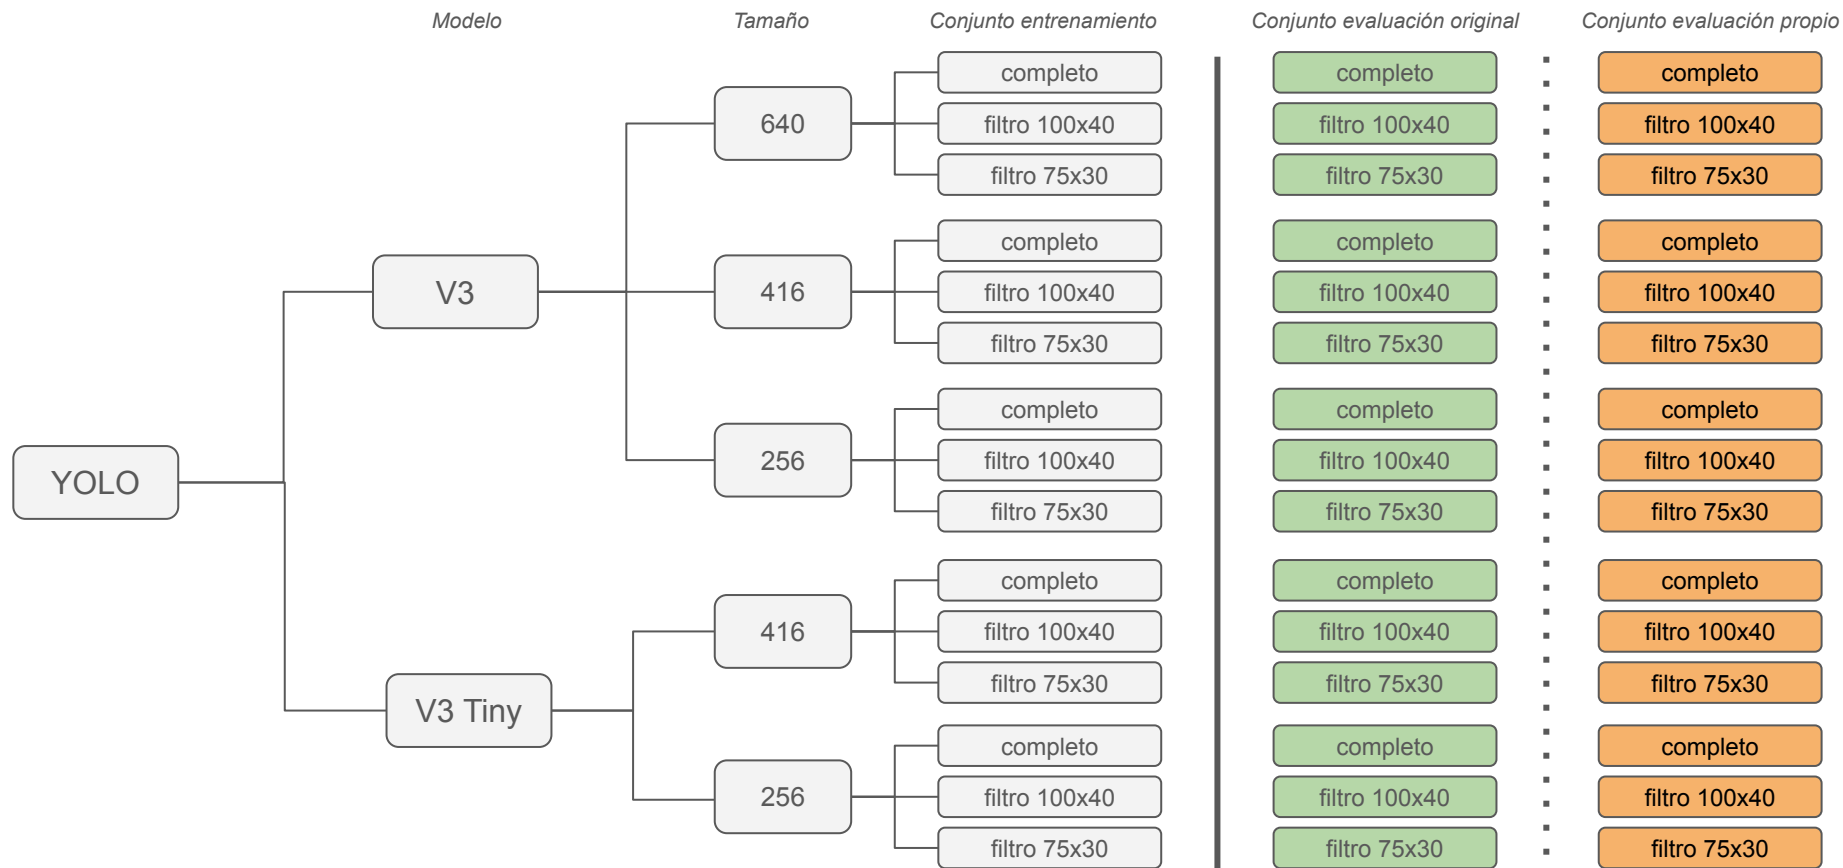 Modelo
Tamaño
Conjunto entrenamiento
Conjunto evaluación original
Conjunto evaluación propio
YOLO
V3
640
completo
completo
completo
filtro 100x40
filtro 100x40
filtro 100x40
filtro 75x30
filtro 75x30
filtro 75x30
416
completo
completo
completo
filtro 100x40
filtro 100x40
filtro 100x40
filtro 75x30
filtro 75x30
filtro 75x30
256
completo
completo
completo
filtro 100x40
filtro 100x40
filtro 100x40
filtro 75x30
filtro 75x30
filtro 75x30
V3 Tiny
416
completo
completo
completo
filtro 100x40
filtro 100x40
filtro 100x40
filtro 75x30
filtro 75x30
filtro 75x30
256
completo
completo
completo
filtro 100x40
filtro 100x40
filtro 100x40
filtro 75x30
filtro 75x30
filtro 75x30